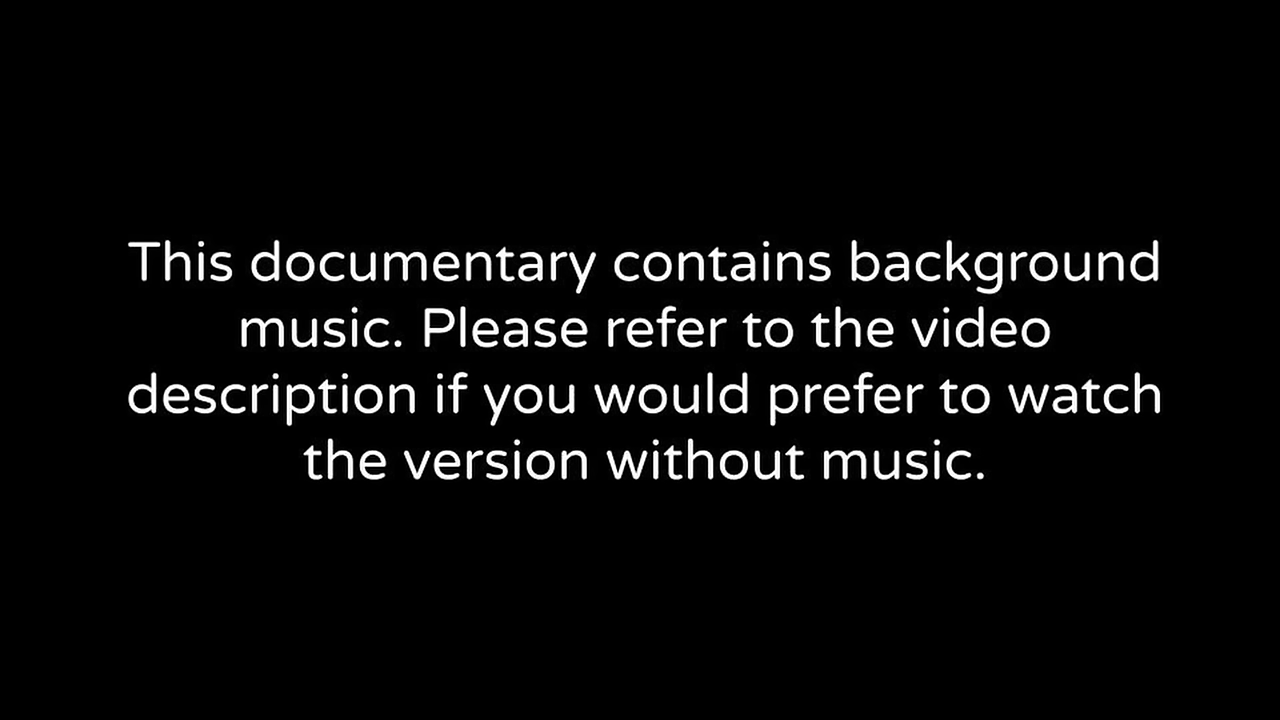 This documentary contains background
music. Please refer to the video
description if you would prefer to watch
the version without music.